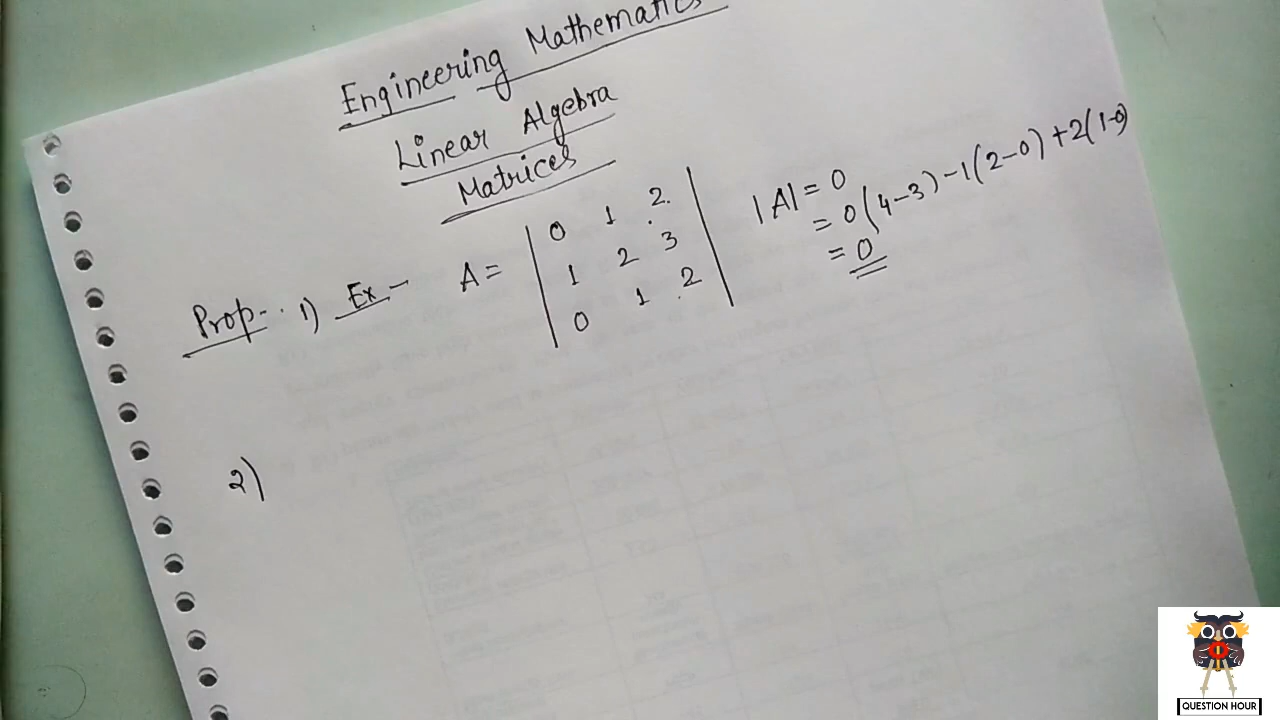 Engineering Mathematics
Linear Algebra
Matrices
Prop- . 1) Ex - A = | 0 1 2 |
| 1 2 3 |
| 0 1 2 |
|A| = 0
= 0(4-3) -1(2-0) +2(1-0)
= 0
2)
QUESTION HOUR